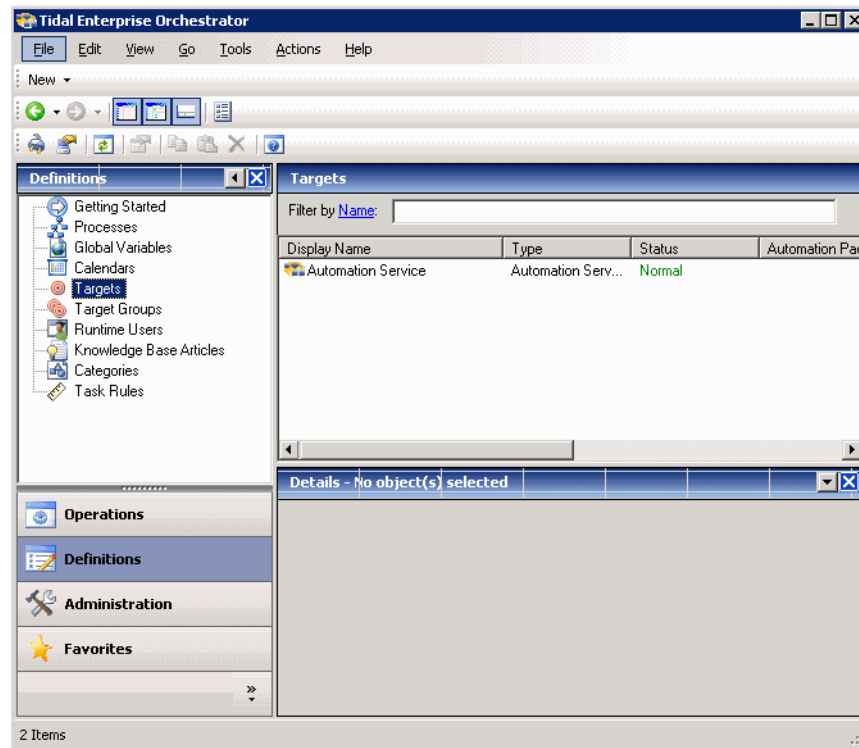 Tidal Enterprise Orchestrator
File Edit View Go Tools Actions Help
New
Definitions
Getting Started
Processes
Global Variables
Calendars
Targets
Target Groups
Runtime Users
Knowledge Base Articles
Categories
Task Rules
Operations
Definitions
Administration
Favorites
Targets
Filter by Name:
Display Name Type Status Automation Pac
Automation Service Automation Serv... Normal
Details - No object(s) selected
2 Items